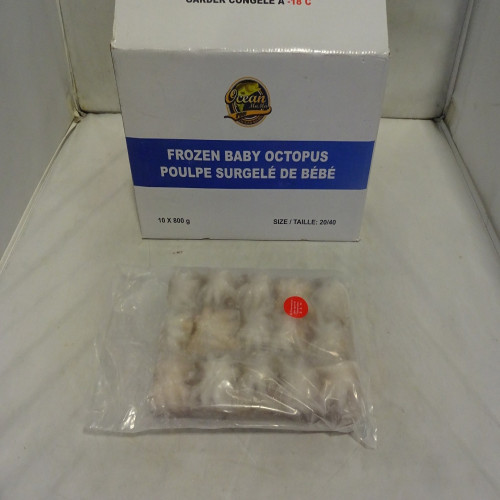 GARDER CONGELÉ À -18°C
Ocean
FROZEN BABY OCTOPUS
POULPE SURGELÉ DE BÉBÉ
10 X 800 g
SIZE / TAILLE: 20/40